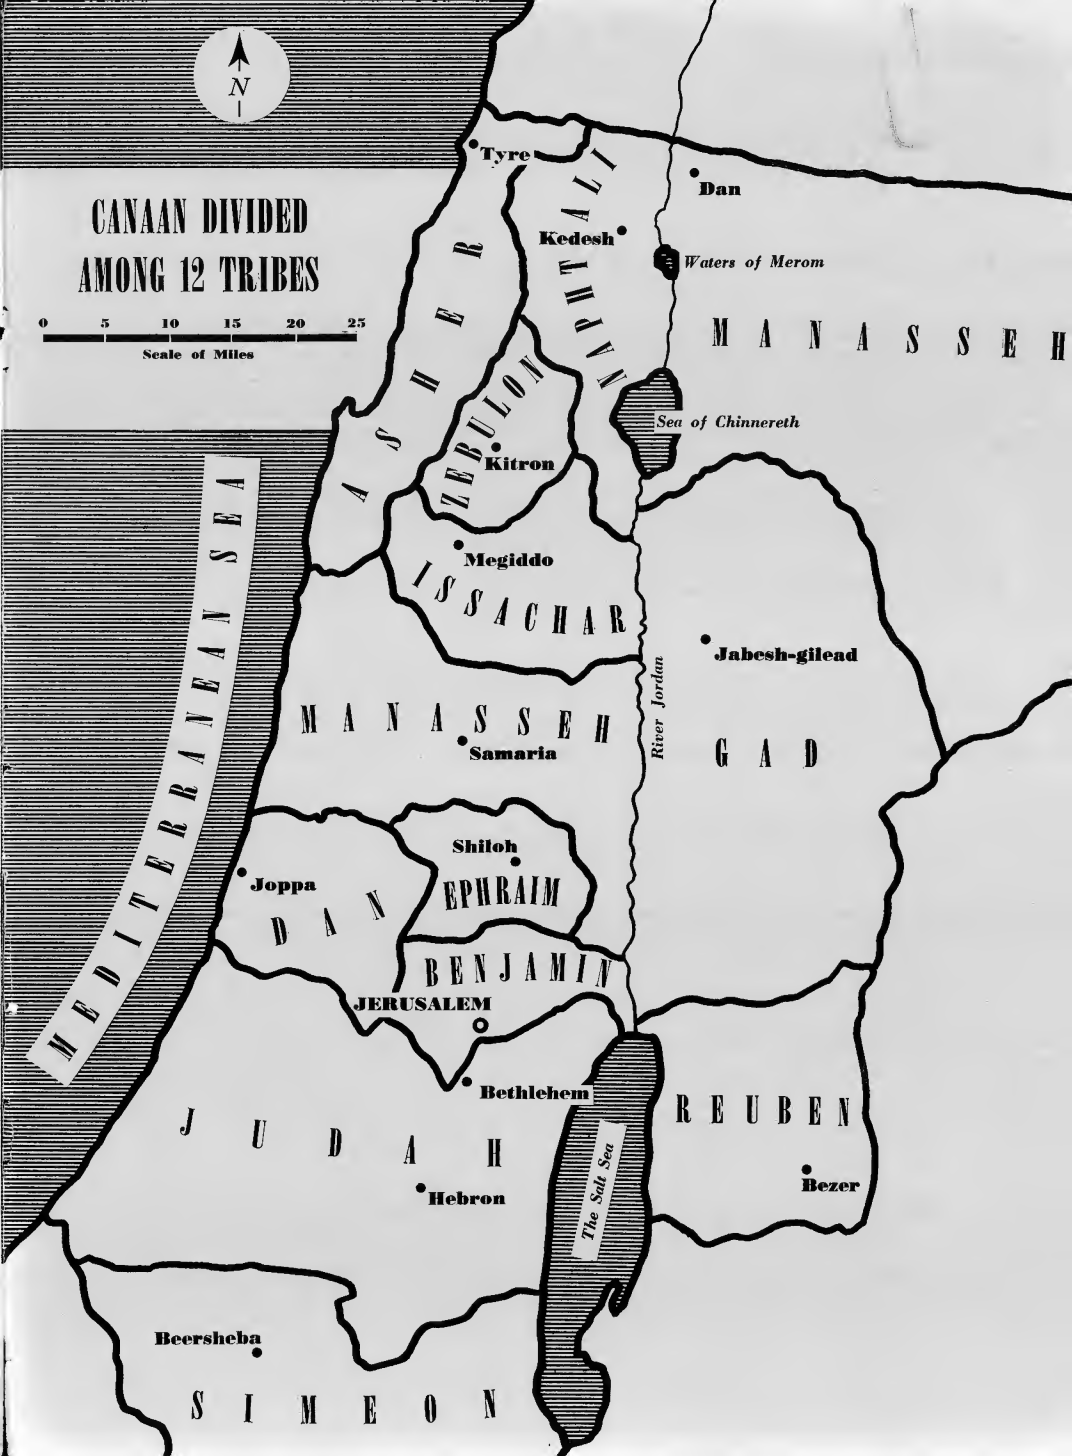 N
CANAAN DIVIDED
AMONG 12 TRIBES
0 5 10 15 20 25
Scale of Miles
Tyre
NAPHTALI
Dan
Kedesh
Waters of Merom
ASHER
MANASSEH
ZEBULON
Sea of Chinnereth
Kitron
MEDITERRANEAN SEA
Megiddo
ISSACHAR
Jabesh-gilead
River Jordan
MANASSEH
Samaria
GAD
Shiloh
Joppa
EPHRAIM
DAN
BENJAMIN
JERUSALEM
Bethlehem
REUBEN
JUDAH
The Salt Sea
Bezer
Hebron
Beersheba
SIMEON